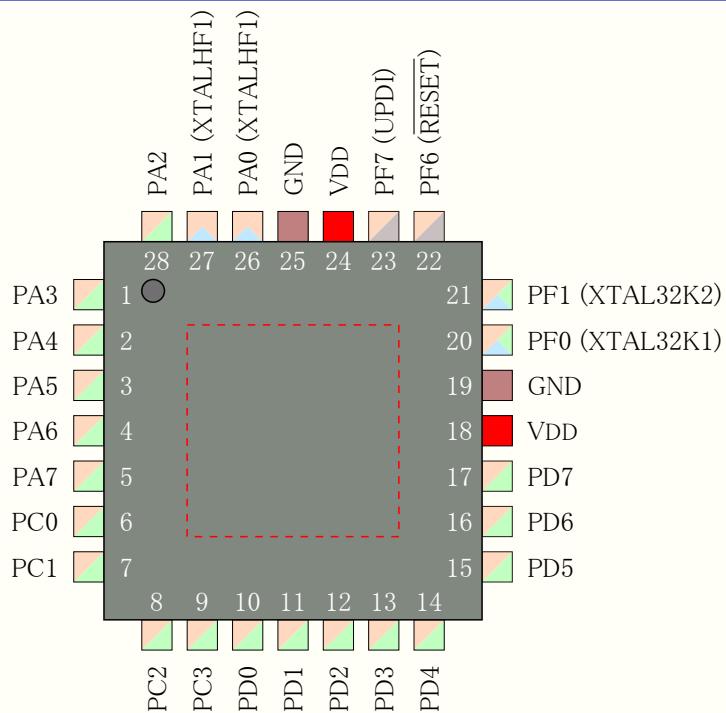 PA2
PA1 (XTALHF1)
PA0 (XTALHF1)
GND
VDD
PF7 (UPDI)
PF6 (RESET)
28 27 26 25 24 23 22
PA3 1
PA4 2
PA5 3
PA6 4
PA7 5
PC0 6
PC1 7
21 PF1 (XTAL32K2)
20 PF0 (XTAL32K1)
19 GND
18 VDD
17 PD7
16 PD6
15 PD5
8 9 10 11 12 13 14
PC2
PC3
PD0
PD1
PD2
PD3
PD4